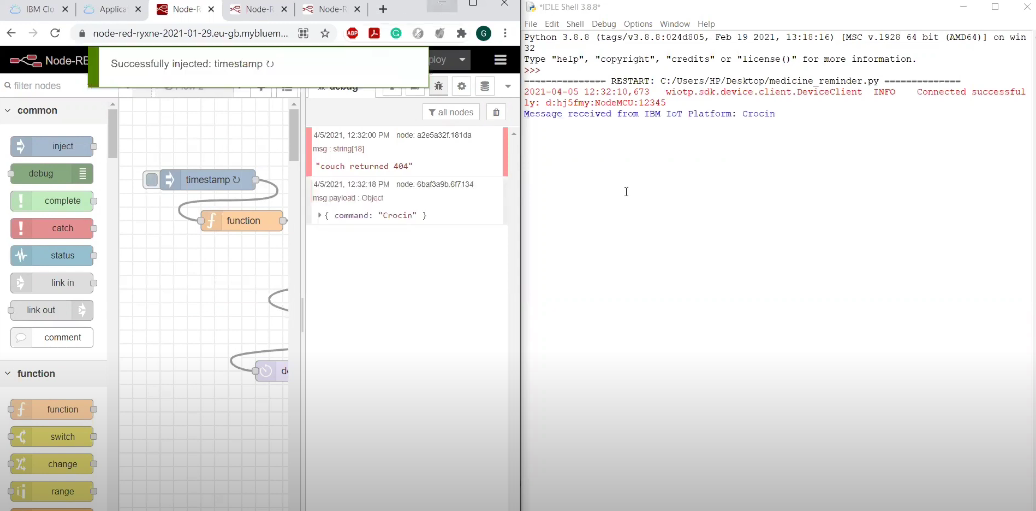 IBM Clo
Applica
Node-R
Node-R
Node-R
node-red-ryxne-2021-01-29.eu-gb.mybluem
ABP
G
Node-RE
ploy
Successfully injected: timestamp ↻
filter nodes
debug
all nodes
common
inject
debug
complete
catch
status
link in
link out
comment
function
function
switch
change
range
timestamp ↻
function
de
4/5/2021, 12:32:00 PM node: a2e5a32f.181da
msg : string[18]
"couch returned 404"
4/5/2021, 12:32:18 PM node: 6baf3a9b.6f7134
msg.payload : Object
{ command: "Crocin" }
*IDLE Shell 3.8.8*
File Edit Shell Debug Options Window Help
Python 3.8.8 (tags/v3.8.8:024d805, Feb 19 2021, 13:18:16) [MSC v.1928 64 bit (AMD64)] on win
32
Type "help", "copyright", "credits" or "license()" for more information.
>>>
=============== RESTART: C:/Users/HP/Desktop/medicine_reminder.py ==============
2021-04-05 12:32:10,673 wiotp.sdk.device.client.DeviceClient INFO Connected successful
ly: d:hj5fmy:NodeMCU:12345
Message received from IBM IoT Platform: Crocin